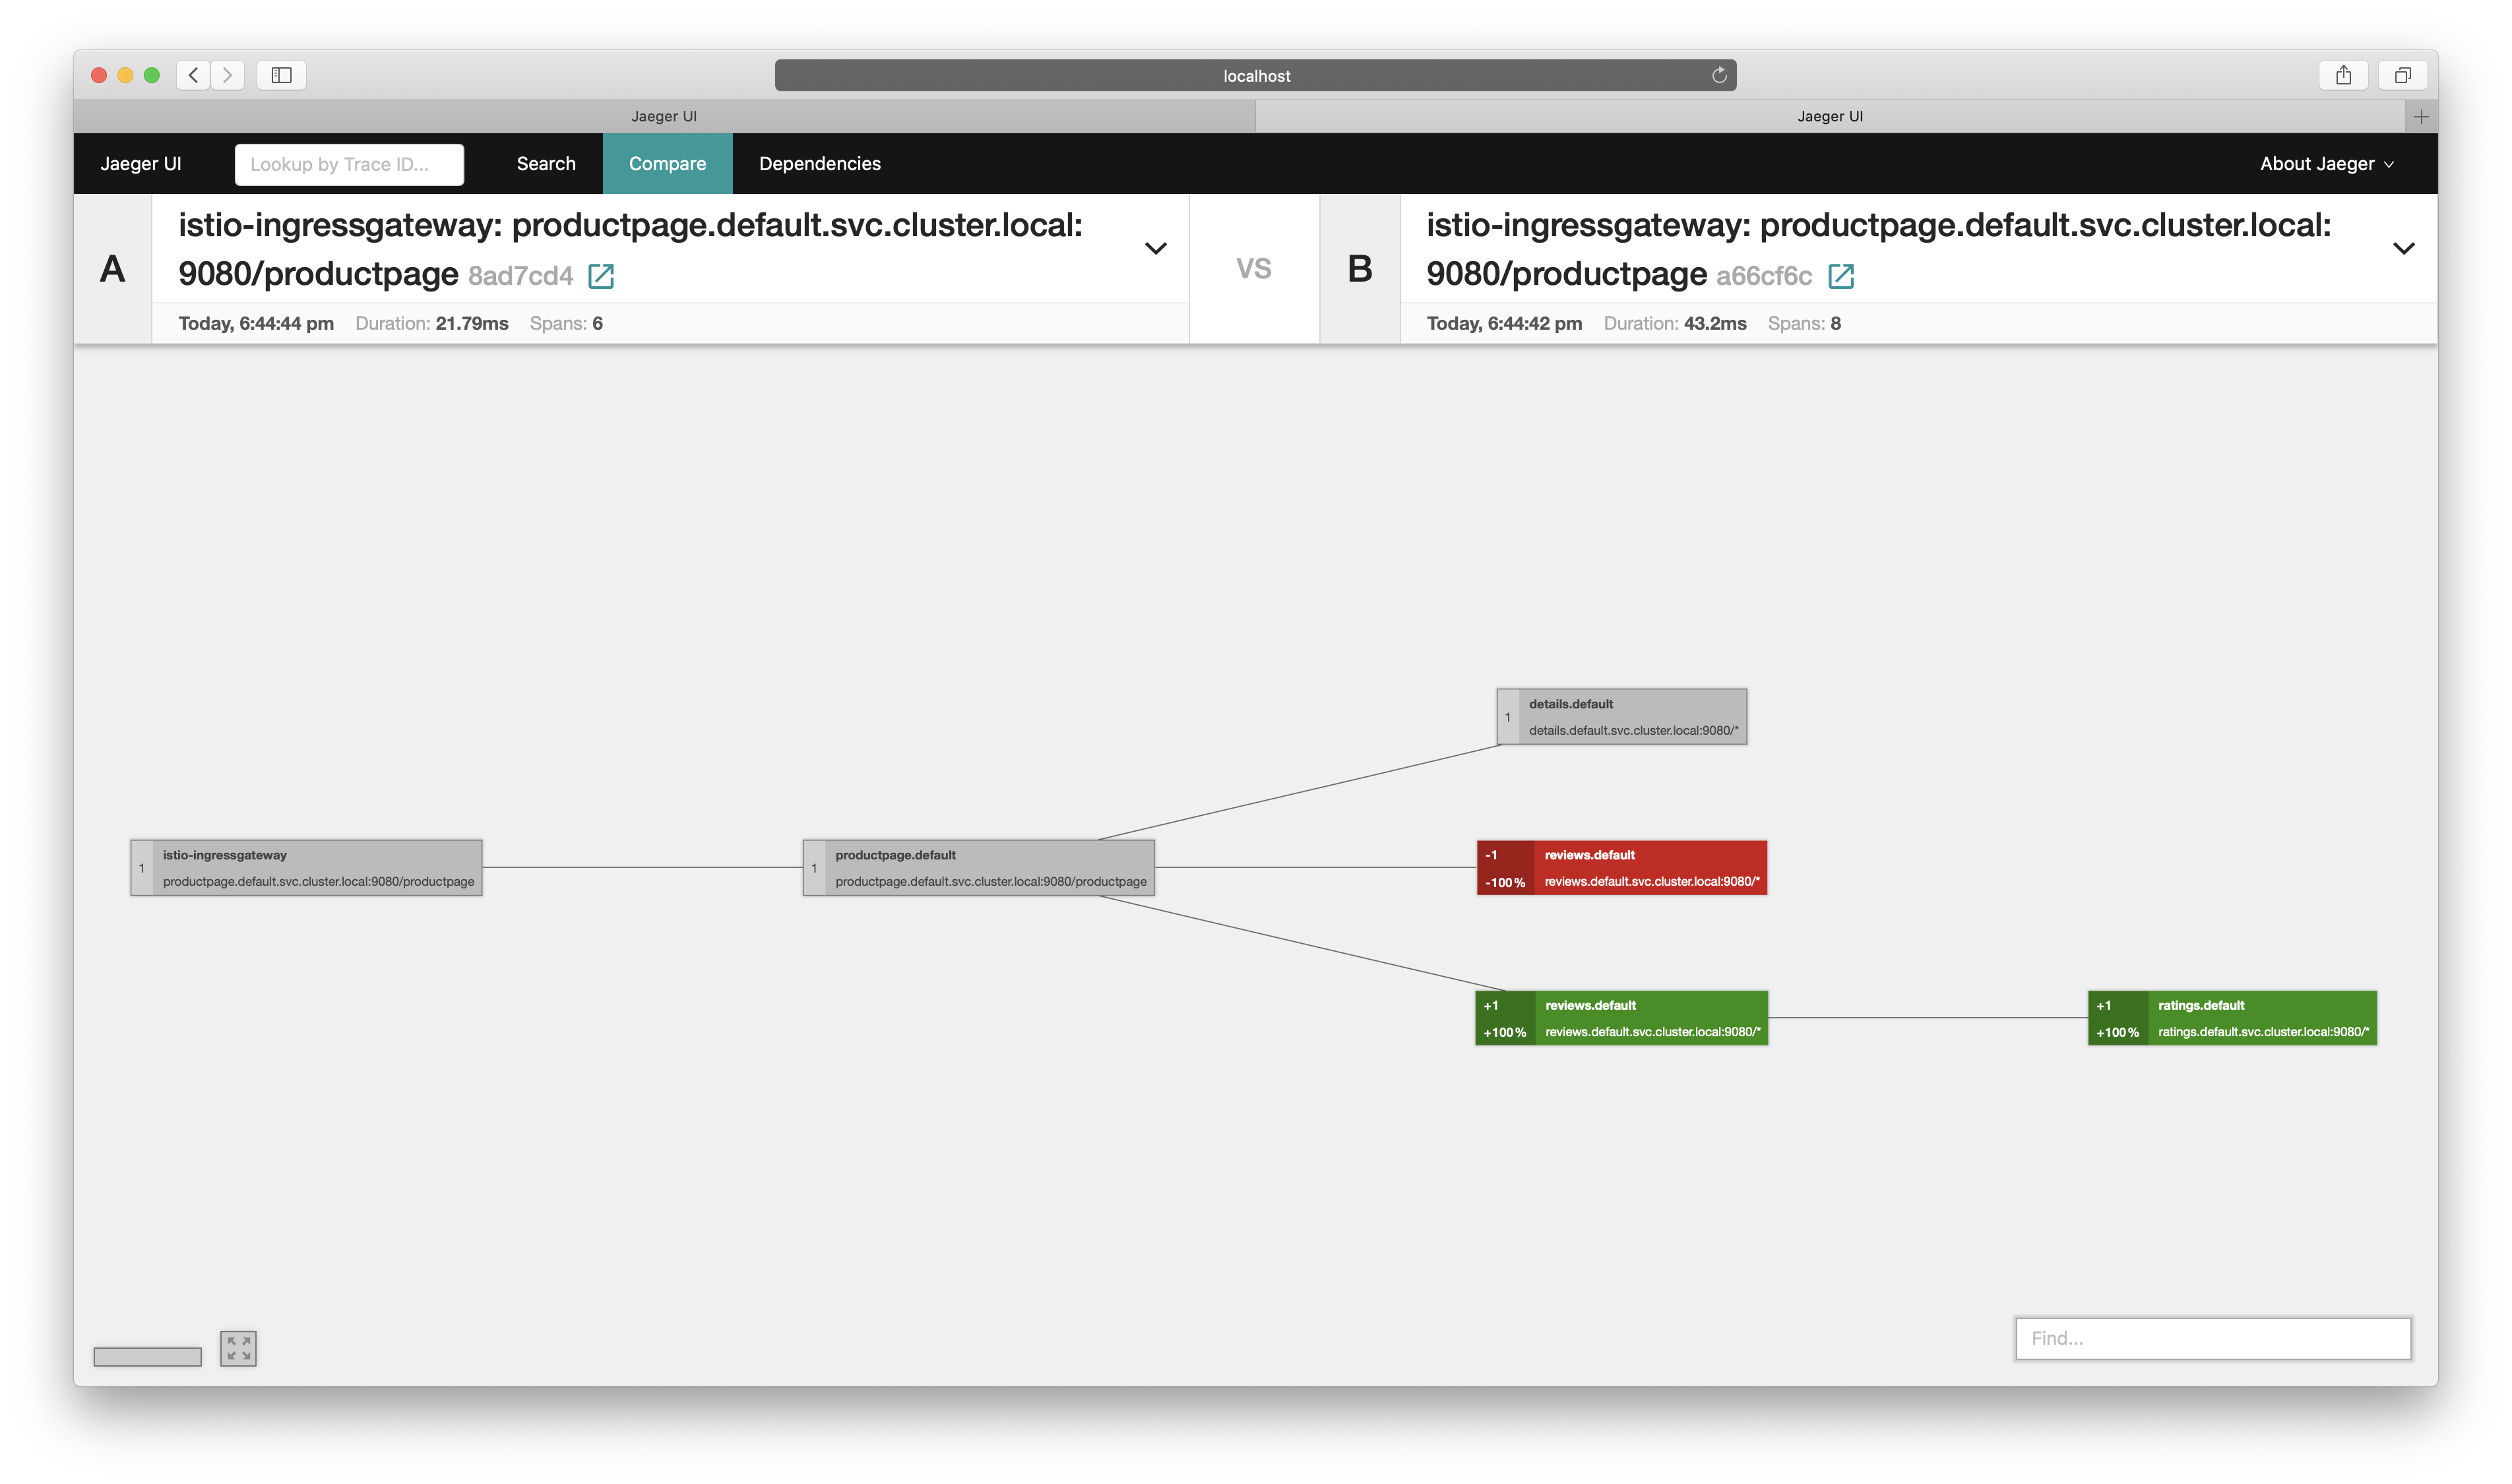 localhost
Jaeger UI
Jaeger UI
Jaeger UI
Lookup by Trace ID...
Search
Compare
Dependencies
About Jaeger
A
istio-ingressgateway: productpage.default.svc.cluster.local:
9080/productpage 8ad7cd4
Today, 6:44:44 pm Duration: 21.79ms Spans: 6
VS
B
istio-ingressgateway: productpage.default.svc.cluster.local:
9080/productpage a66cf6c
Today, 6:44:42 pm Duration: 43.2ms Spans: 8
1
details.default
details.default.svc.cluster.local:9080/*
1
istio-ingressgateway
productpage.default.svc.cluster.local:9080/productpage
1
productpage.default
productpage.default.svc.cluster.local:9080/productpage
-1 reviews.default
-100 % reviews.default.svc.cluster.local:9080/*
+1 reviews.default
+100 % reviews.default.svc.cluster.local:9080/*
+1 ratings.default
+100 % ratings.default.svc.cluster.local:9080/*
Find...